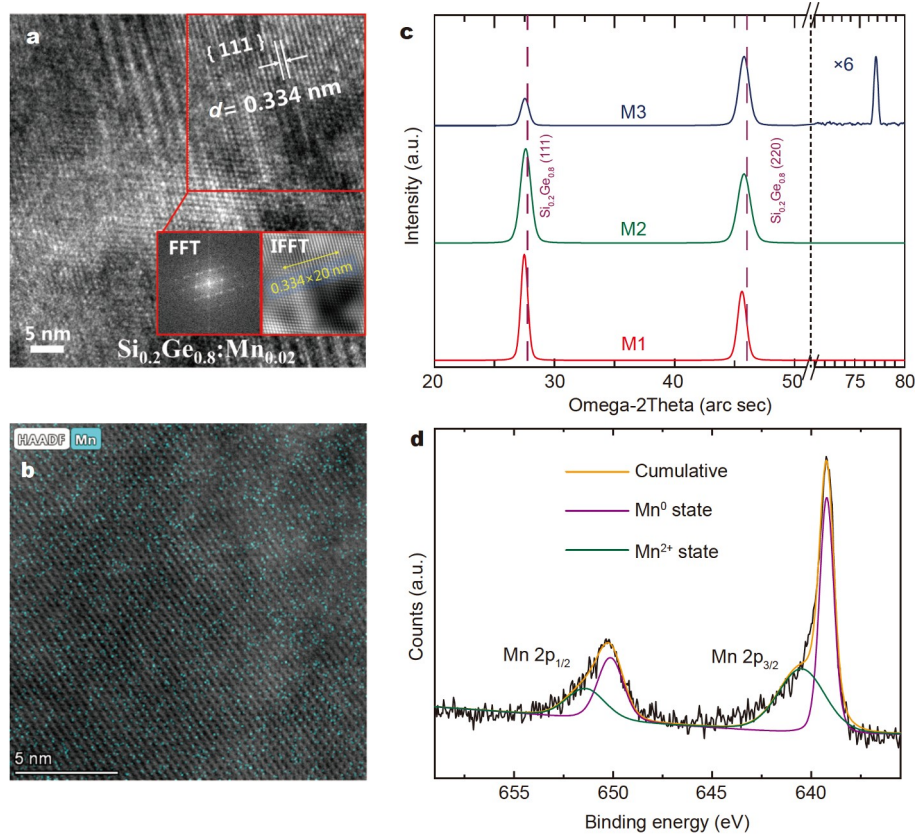 a
{ 111 }
d= 0.334 nm
FFT
IFFT
0.334×20 nm
5 nm
Si0.2Ge0.8:Mn0.02
HAADF Mn
b
5 nm
c
×6
M3
Si0.2Ge0.8 (111)
Si0.2Ge0.8 (220)
M2
M1
Intensity (a.u.)
20 30 40 50 75 80
Omega-2Theta (arc sec)
d
Cumulative
Mn0 state
Mn2+ state
Mn 2p1/2
Mn 2p3/2
Counts (a.u.)
655 650 645 640
Binding energy (eV)